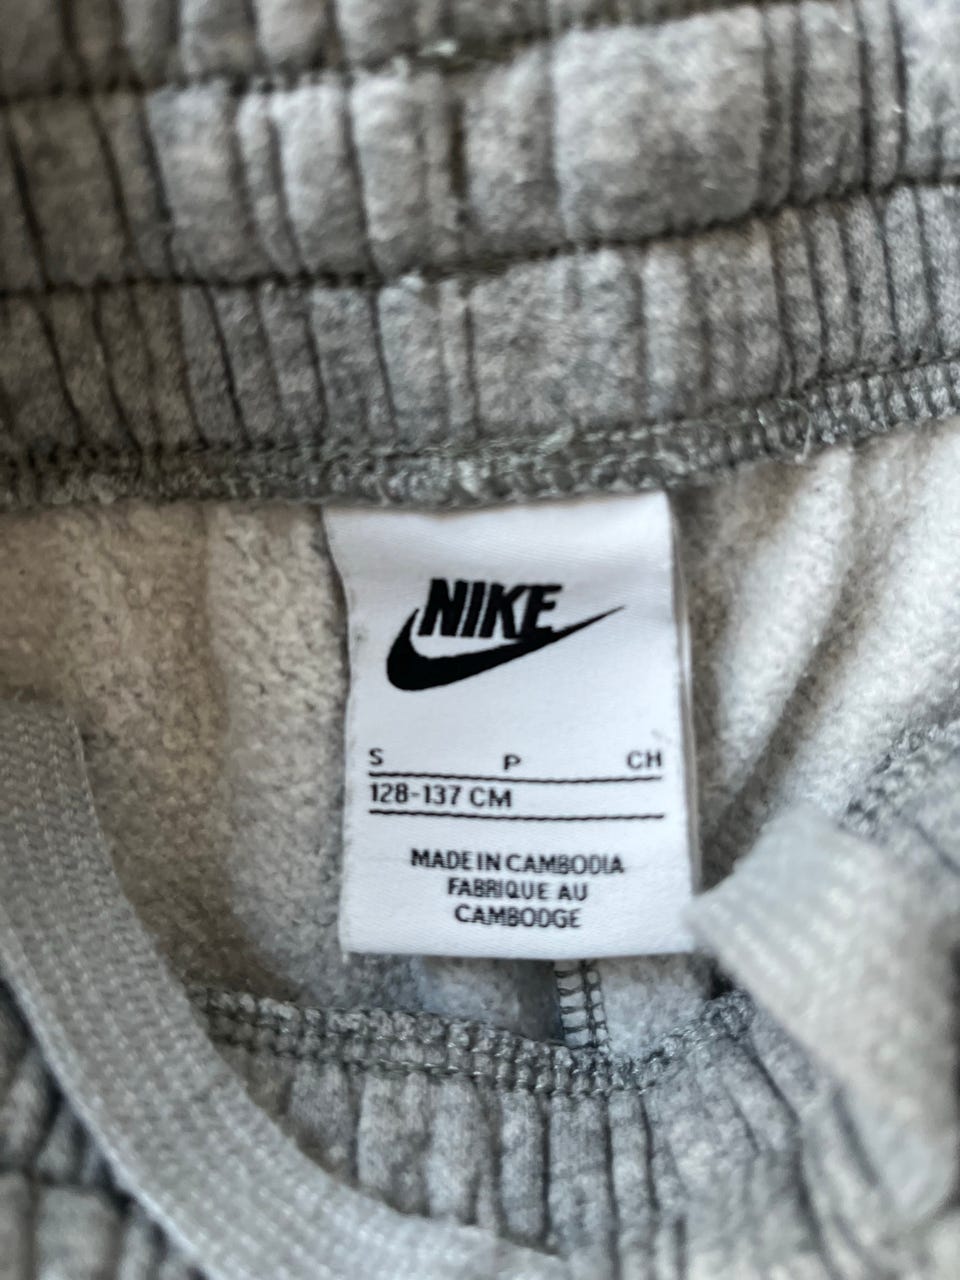 NIKE
S P CH
128-137 CM
MADE IN CAMBODIA
FABRIQUE AU
CAMBODGE